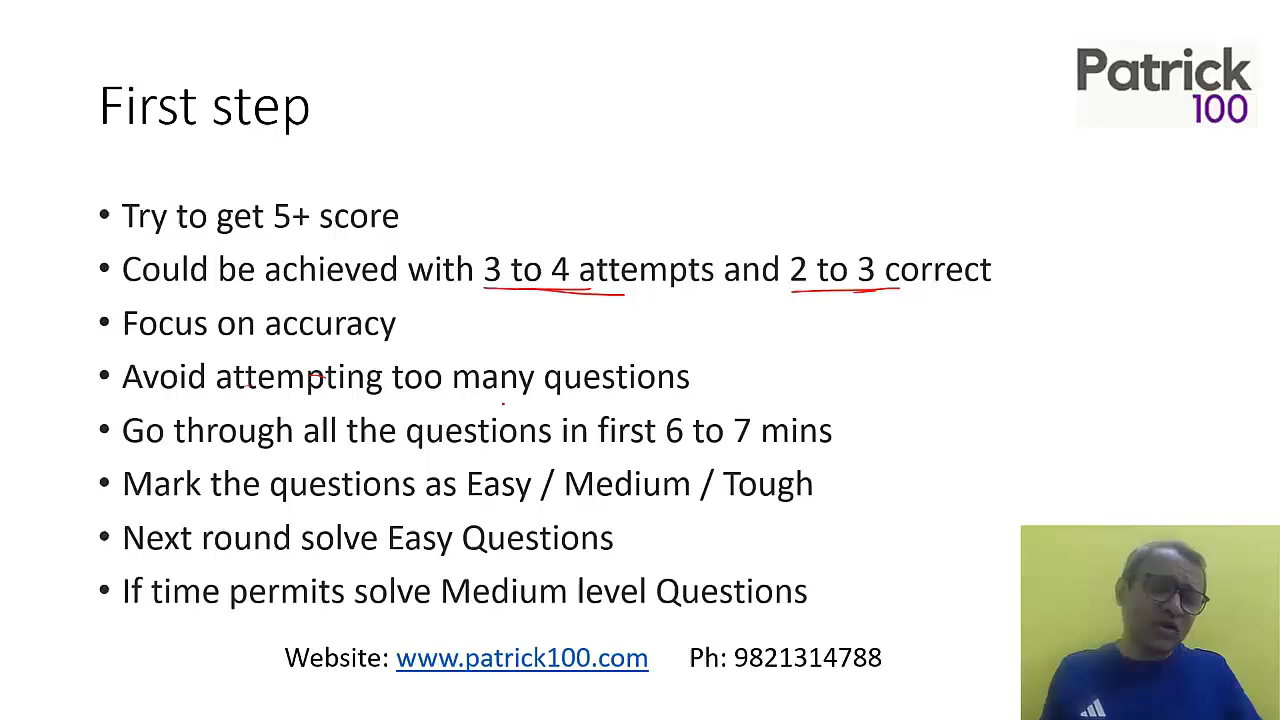 Patrick
100
First step
• Try to get 5+ score
• Could be achieved with 3 to 4 attempts and 2 to 3 correct
• Focus on accuracy
• Avoid attempting too many questions
• Go through all the questions in first 6 to 7 mins
• Mark the questions as Easy / Medium / Tough
• Next round solve Easy Questions
• If time permits solve Medium level Questions
Website: www.patrick100.com Ph: 9821314788